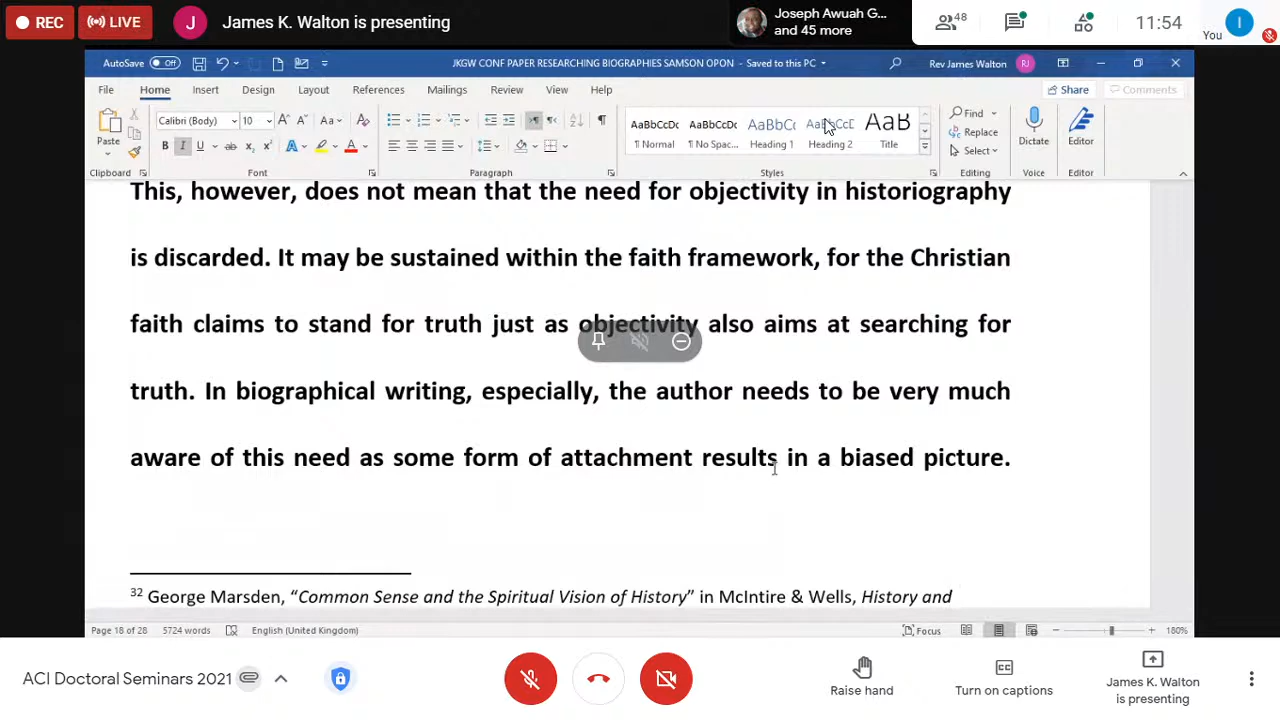 REC
LIVE
J
James K. Walton is presenting
Joseph Awuah G...
and 45 more
48
11:54
You
I
AutoSave
Off
JKGW CONF PAPER RESEARCHING BIOGRAPHIES SAMSON OPON - Saved to this PC
Rev James Walton
RJ
File
Home
Insert
Design
Layout
References
Mailings
Review
View
Help
Share
Comments
Paste
Calibri (Body)
10
AaBbCcDc
AaBbCcDc
AaBbCc
AaBbCcE
AaB
¶ Normal
¶ No Spac...
Heading 1
Heading 2
Title
Find
Replace
Select
Dictate
Editor
Clipboard
Font
Paragraph
Styles
Editing
Voice
Editor
This, however, does not mean that the need for objectivity in historiography
is discarded. It may be sustained within the faith framework, for the Christian
faith claims to stand for truth just as objectivity also aims at searching for
truth. In biographical writing, especially, the author needs to be very much
aware of this need as some form of attachment results in a biased picture.
32 George Marsden, “Common Sense and the Spiritual Vision of History” in McIntire & Wells, History and
Page 18 of 28
5724 words
English (United Kingdom)
Focus
180%
ACI Doctoral Seminars 2021
Raise hand
Turn on captions
James K. Walton
is presenting